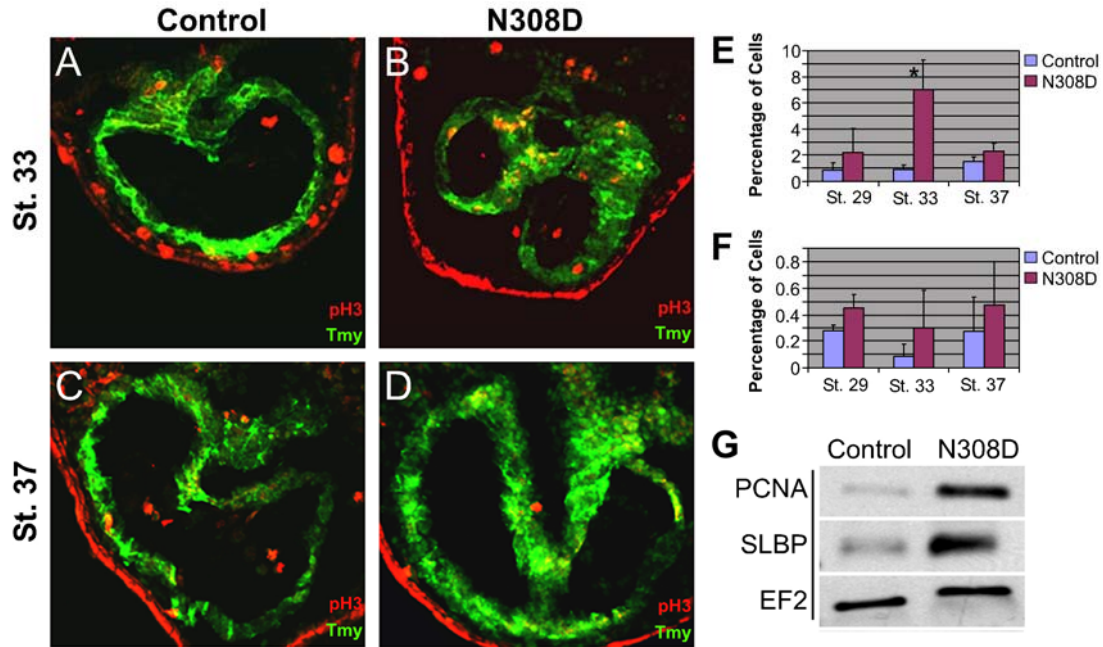 Control
N308D
St. 33
A
pH3
Tmy
B
pH3
Tmy
St. 37
C
pH3
Tmy
D
pH3
Tmy
E
Percentage of Cells
10
8
6
4
2
0
*
St. 29
St. 33
St. 37
Control
N308D
F
Percentage of Cells
0.8
0.6
0.4
0.2
0
St. 29
St. 33
St. 37
Control
N308D
G
Control
N308D
PCNA
SLBP
EF2